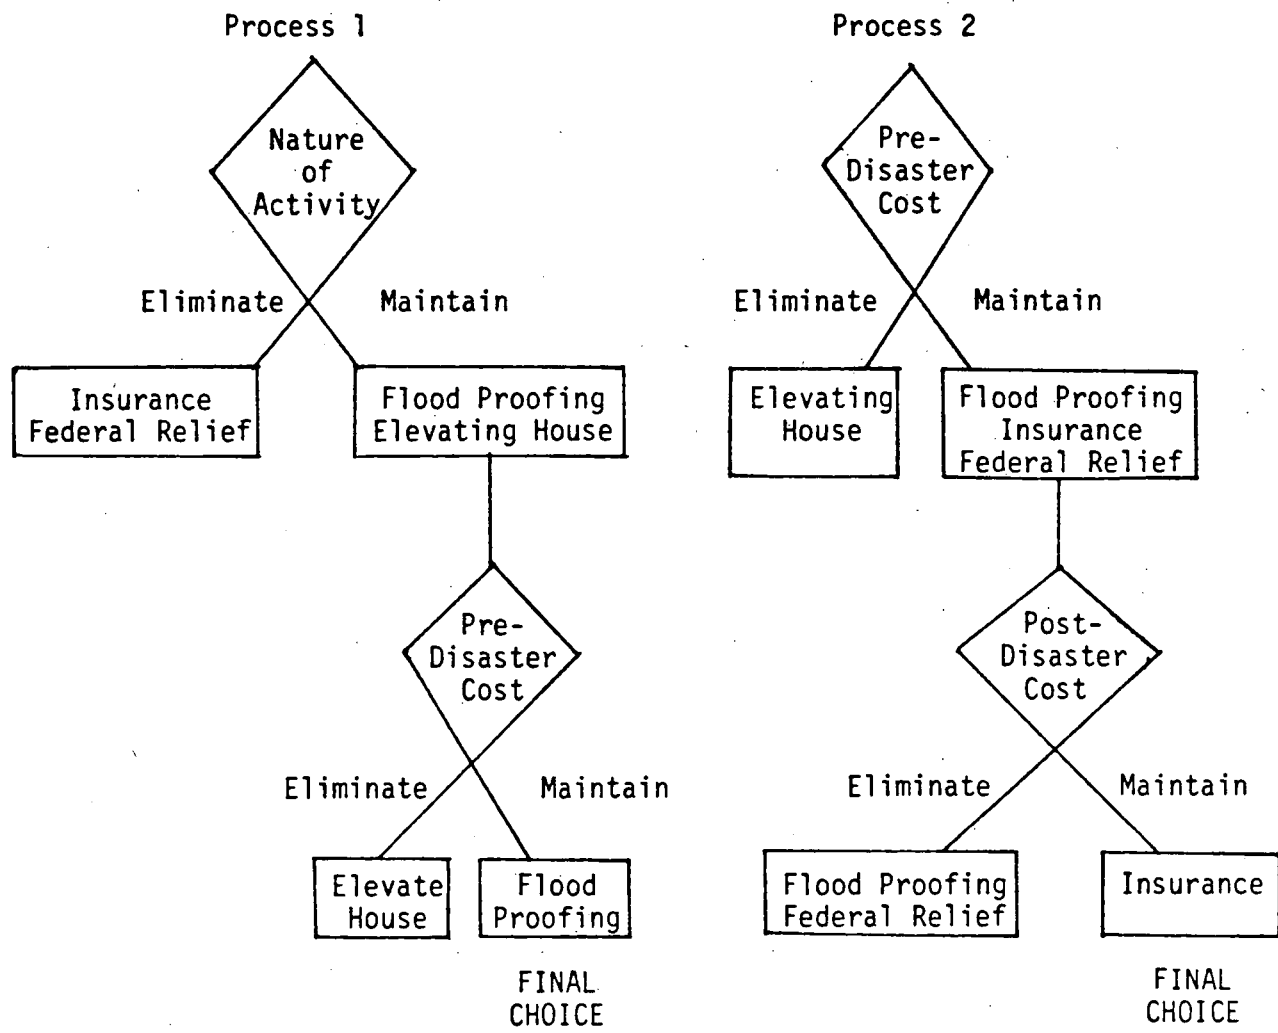 Process 1
Nature
of
Activity
Eliminate
Maintain
Insurance
Federal Relief
Flood Proofing
Elevating House
Pre-
Disaster
Cost
Eliminate
Maintain
Elevate
House
Flood
Proofing
FINAL
CHOICE
Process 2
Pre-
Disaster
Cost
Eliminate
Maintain
Elevating
House
Flood Proofing
Insurance
Federal Relief
Post-
Disaster
Cost
Eliminate
Maintain
Flood Proofing
Federal Relief
Insurance
FINAL
CHOICE